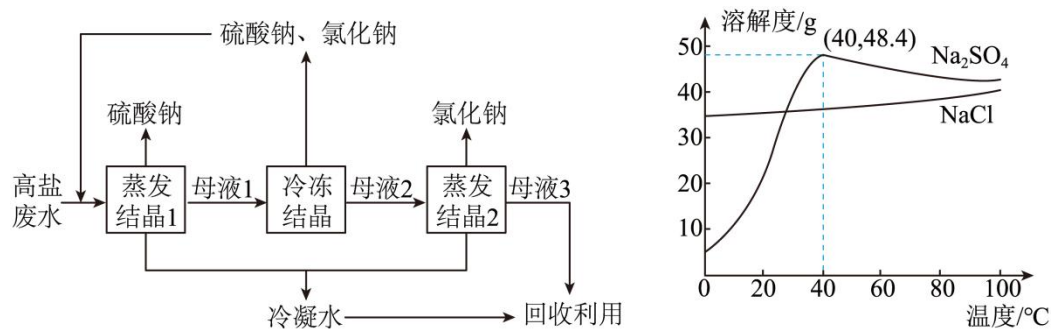 硫酸钠、氯化钠
硫酸钠
氯化钠
高盐
废水
蒸发
结晶1
母液1
冷冻
结晶
母液2
蒸发
结晶2
母液3
冷凝水
回收利用
溶解度/g
(40,48.4)
50
40
30
20
10
Na₂SO₄
NaCl
0
20
40
60
80
100
温度/°C